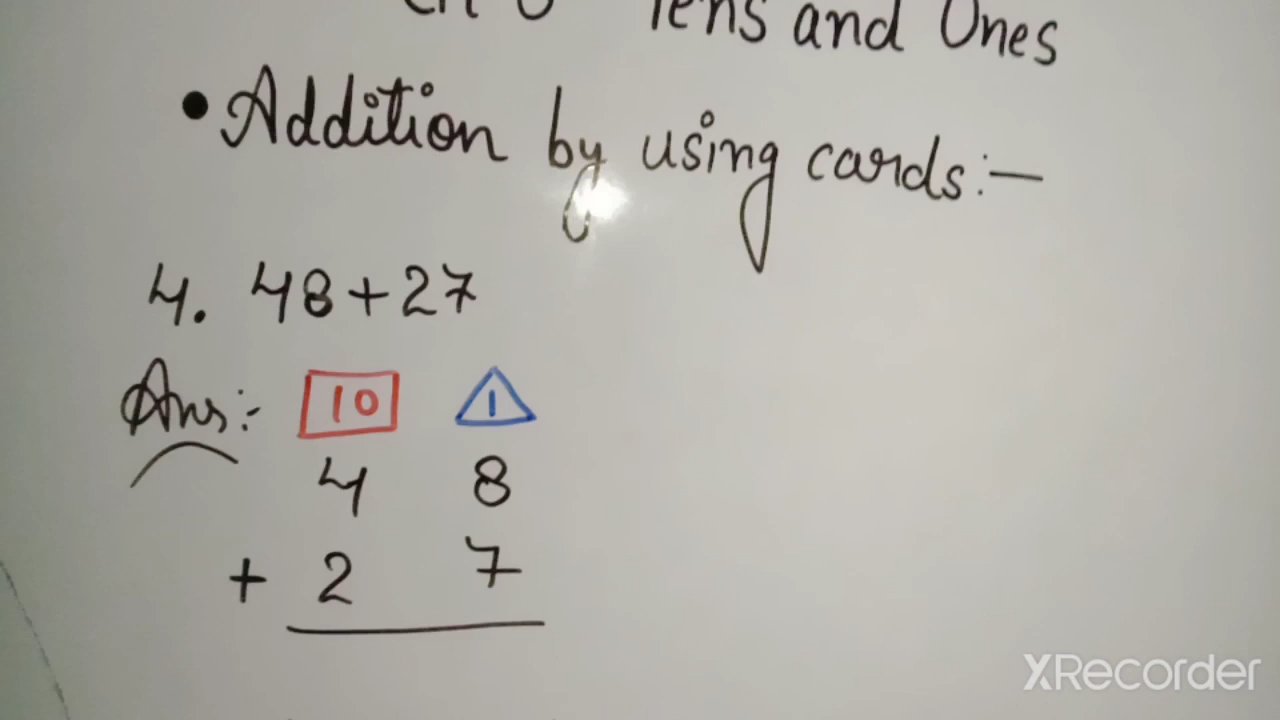 Tens and Ones
• Addition by using cards:-
4. 48+27
Ans:- 10 1
4 8
+ 2 7
XRecorder